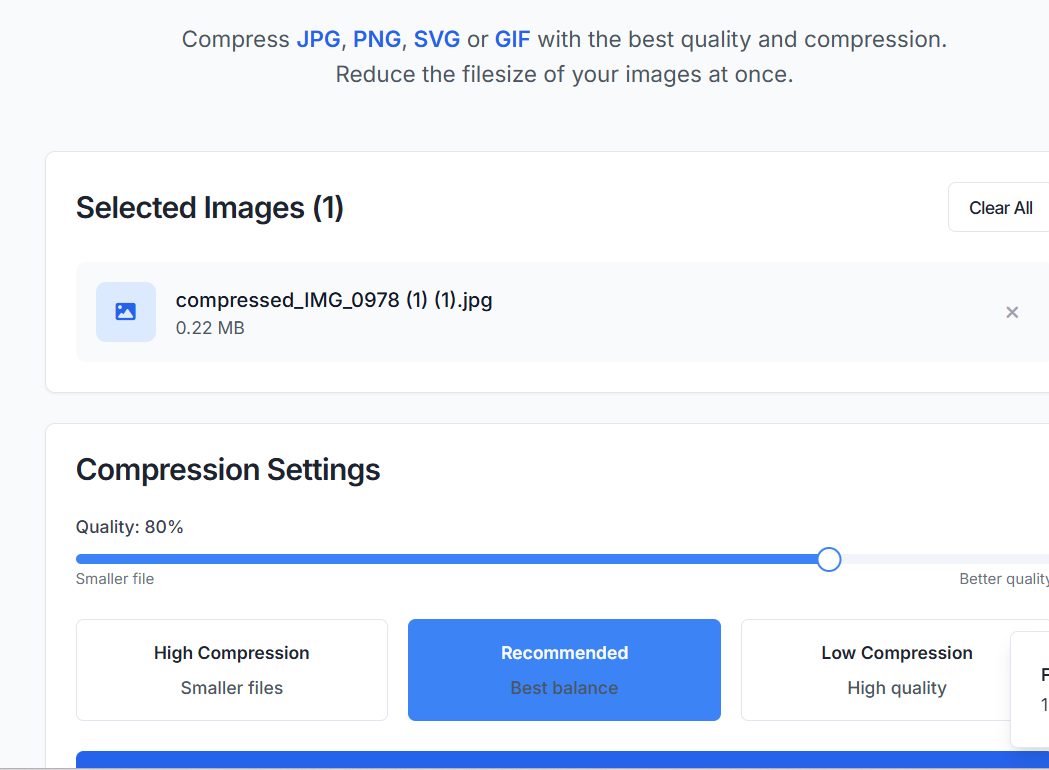 Compress JPG, PNG, SVG or GIF with the best quality and compression.
Reduce the filesize of your images at once.
Selected Images (1)
Clear All
compressed_IMG_0978 (1) (1).jpg
0.22 MB
×
Compression Settings
Quality: 80%
Smaller file
Better quality
High Compression
Smaller files
Recommended
Best balance
Low Compression
High quality